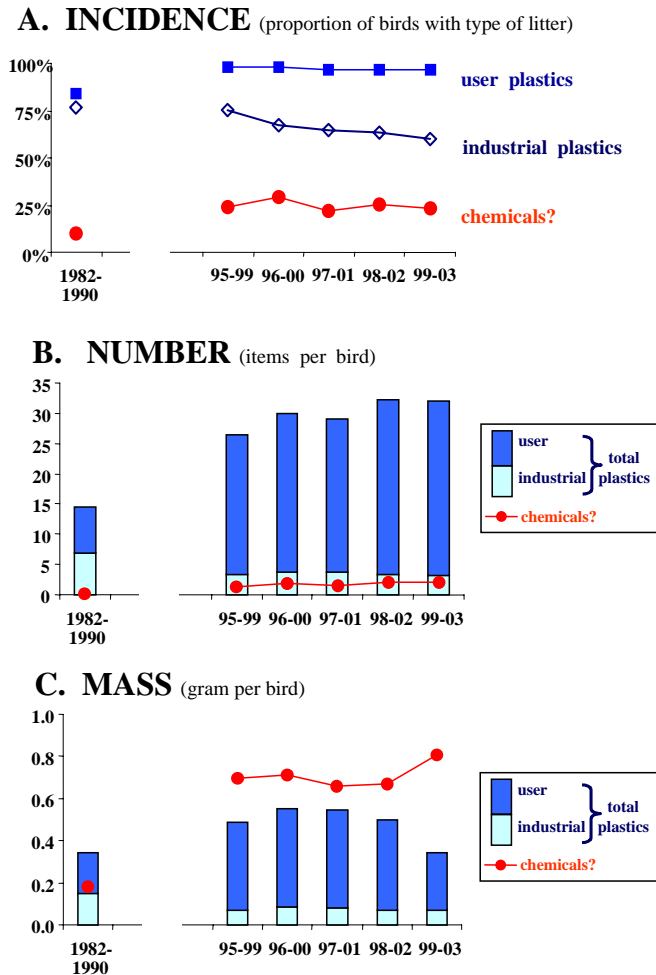 A. INCIDENCE (proportion of birds with type of litter)
100%
75%
50%
25%
0%
user plastics
industrial plastics
chemicals?
1982-
1990
95-99 96-00 97-01 98-02 99-03
B. NUMBER (items per bird)
35
30
25
20
15
10
5
0
user
industrial
total
plastics
chemicals?
1982-
1990
95-99 96-00 97-01 98-02 99-03
C. MASS (gram per bird)
1.0
0.8
0.6
0.4
0.2
0.0
user
industrial
total
plastics
chemicals?
1982-
1990
95-99 96-00 97-01 98-02 99-03